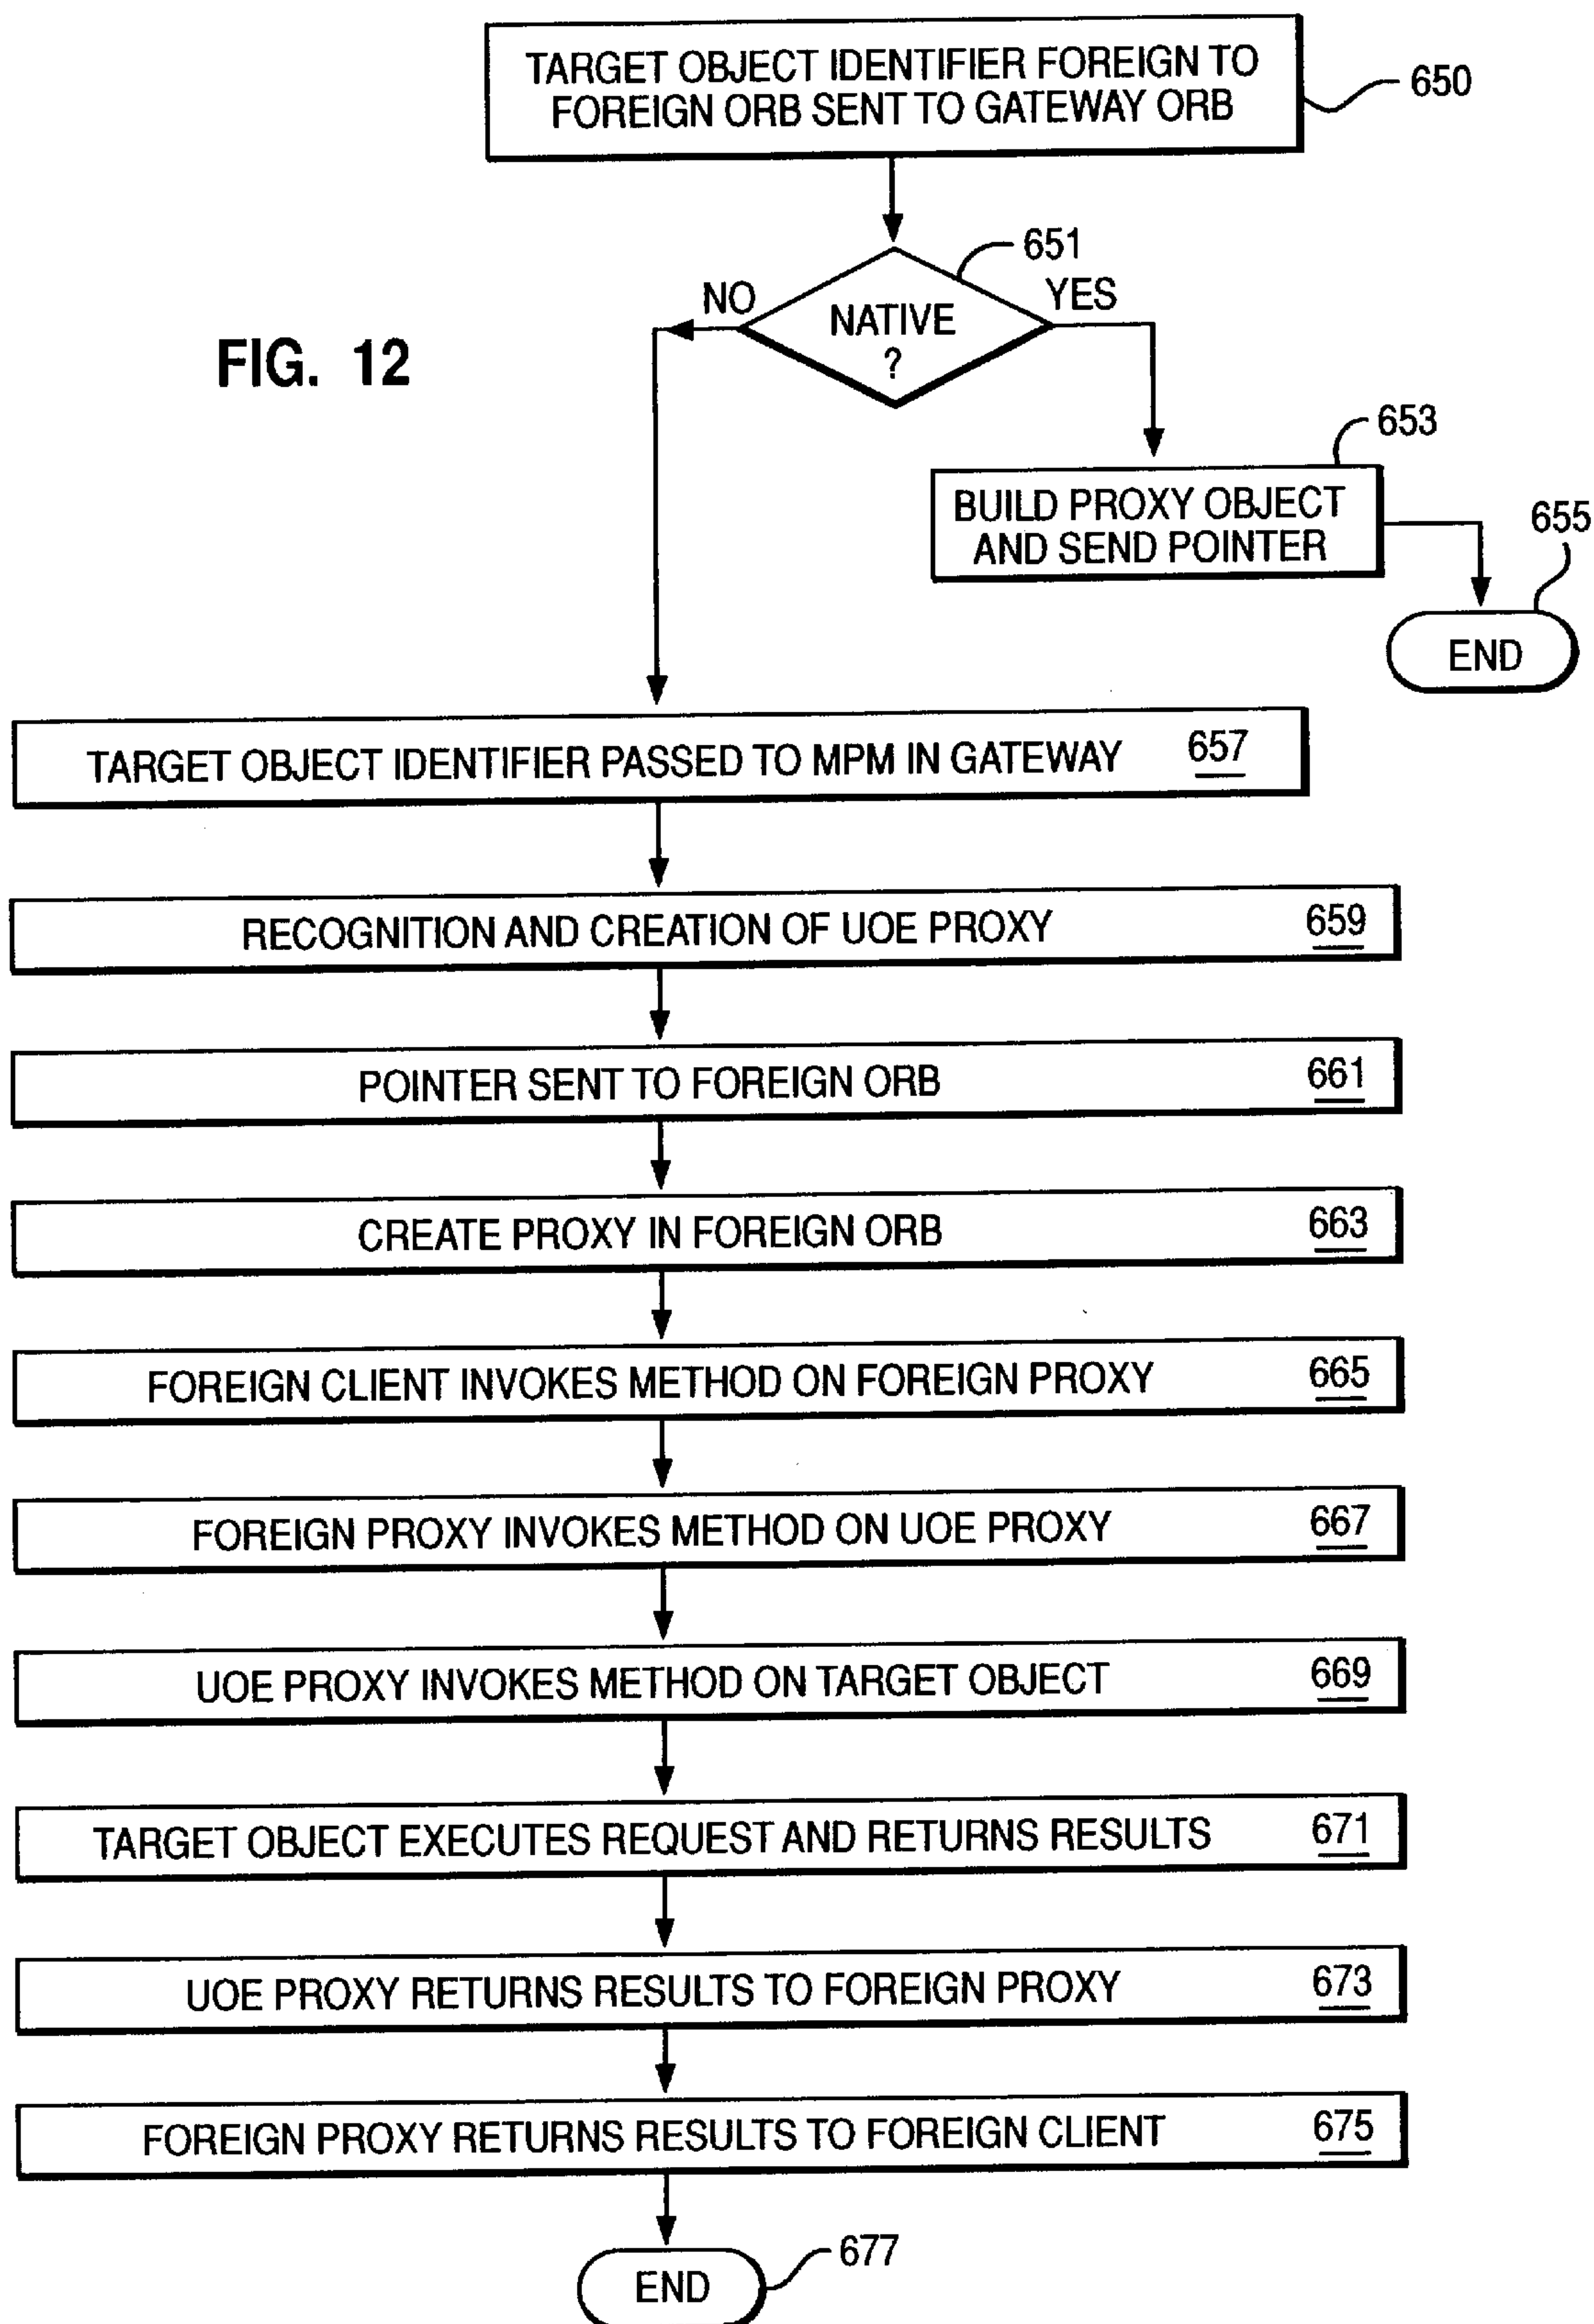 TARGET OBJECT IDENTIFIER FOREIGN TO
FOREIGN ORB SENT TO GATEWAY ORB
650
651
NO
YES
NATIVE
?
FIG. 12
653
BUILD PROXY OBJECT
AND SEND POINTER
655
END
TARGET OBJECT IDENTIFIER PASSED TO MPM IN GATEWAY 657
RECOGNITION AND CREATION OF UOE PROXY 659
POINTER SENT TO FOREIGN ORB 661
CREATE PROXY IN FOREIGN ORB 663
FOREIGN CLIENT INVOKES METHOD ON FOREIGN PROXY 665
FOREIGN PROXY INVOKES METHOD ON UOE PROXY 667
UOE PROXY INVOKES METHOD ON TARGET OBJECT 669
TARGET OBJECT EXECUTES REQUEST AND RETURNS RESULTS 671
UOE PROXY RETURNS RESULTS TO FOREIGN PROXY 673
FOREIGN PROXY RETURNS RESULTS TO FOREIGN CLIENT 675
677
END